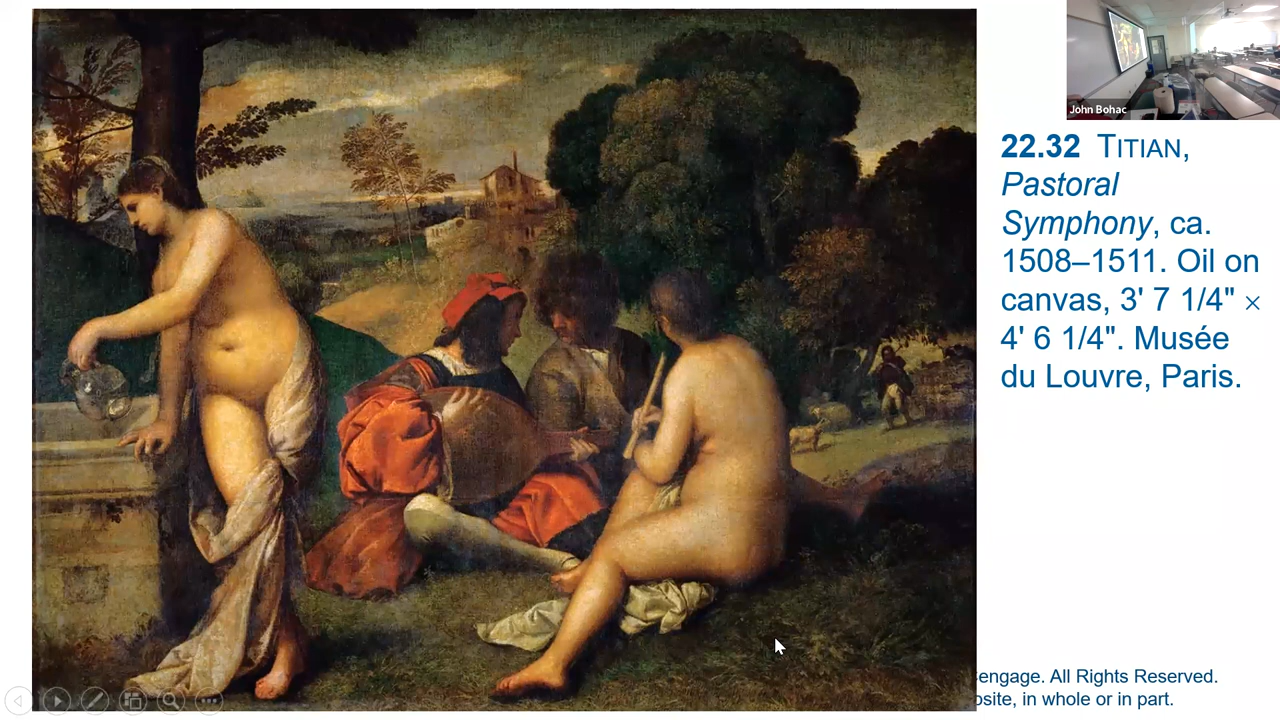 John Bohac
22.32 TITIAN,
Pastoral
Symphony, ca.
1508–1511. Oil on
canvas, 3' 7 1/4" ×
4' 6 1/4". Musée
du Louvre, Paris.
engage. All Rights Reserved.
osite, in whole or in part.